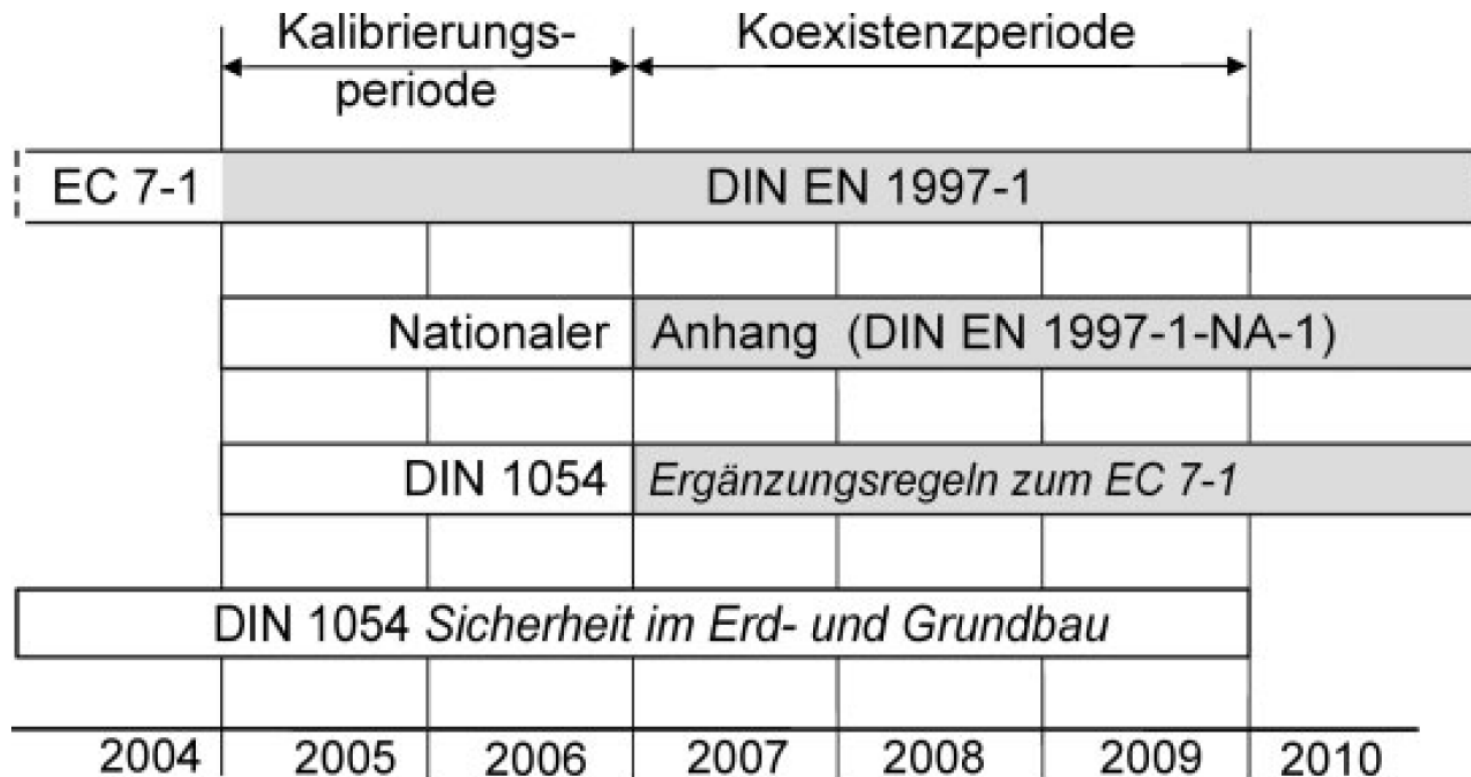 Kalibrierungs-
periode
Koexistenzperiode
EC 7-1
DIN EN 1997-1
Nationaler Anhang (DIN EN 1997-1-NA-1)
DIN 1054 Ergänzungsregeln zum EC 7-1
DIN 1054 Sicherheit im Erd- und Grundbau
2004 2005 2006 2007 2008 2009 2010